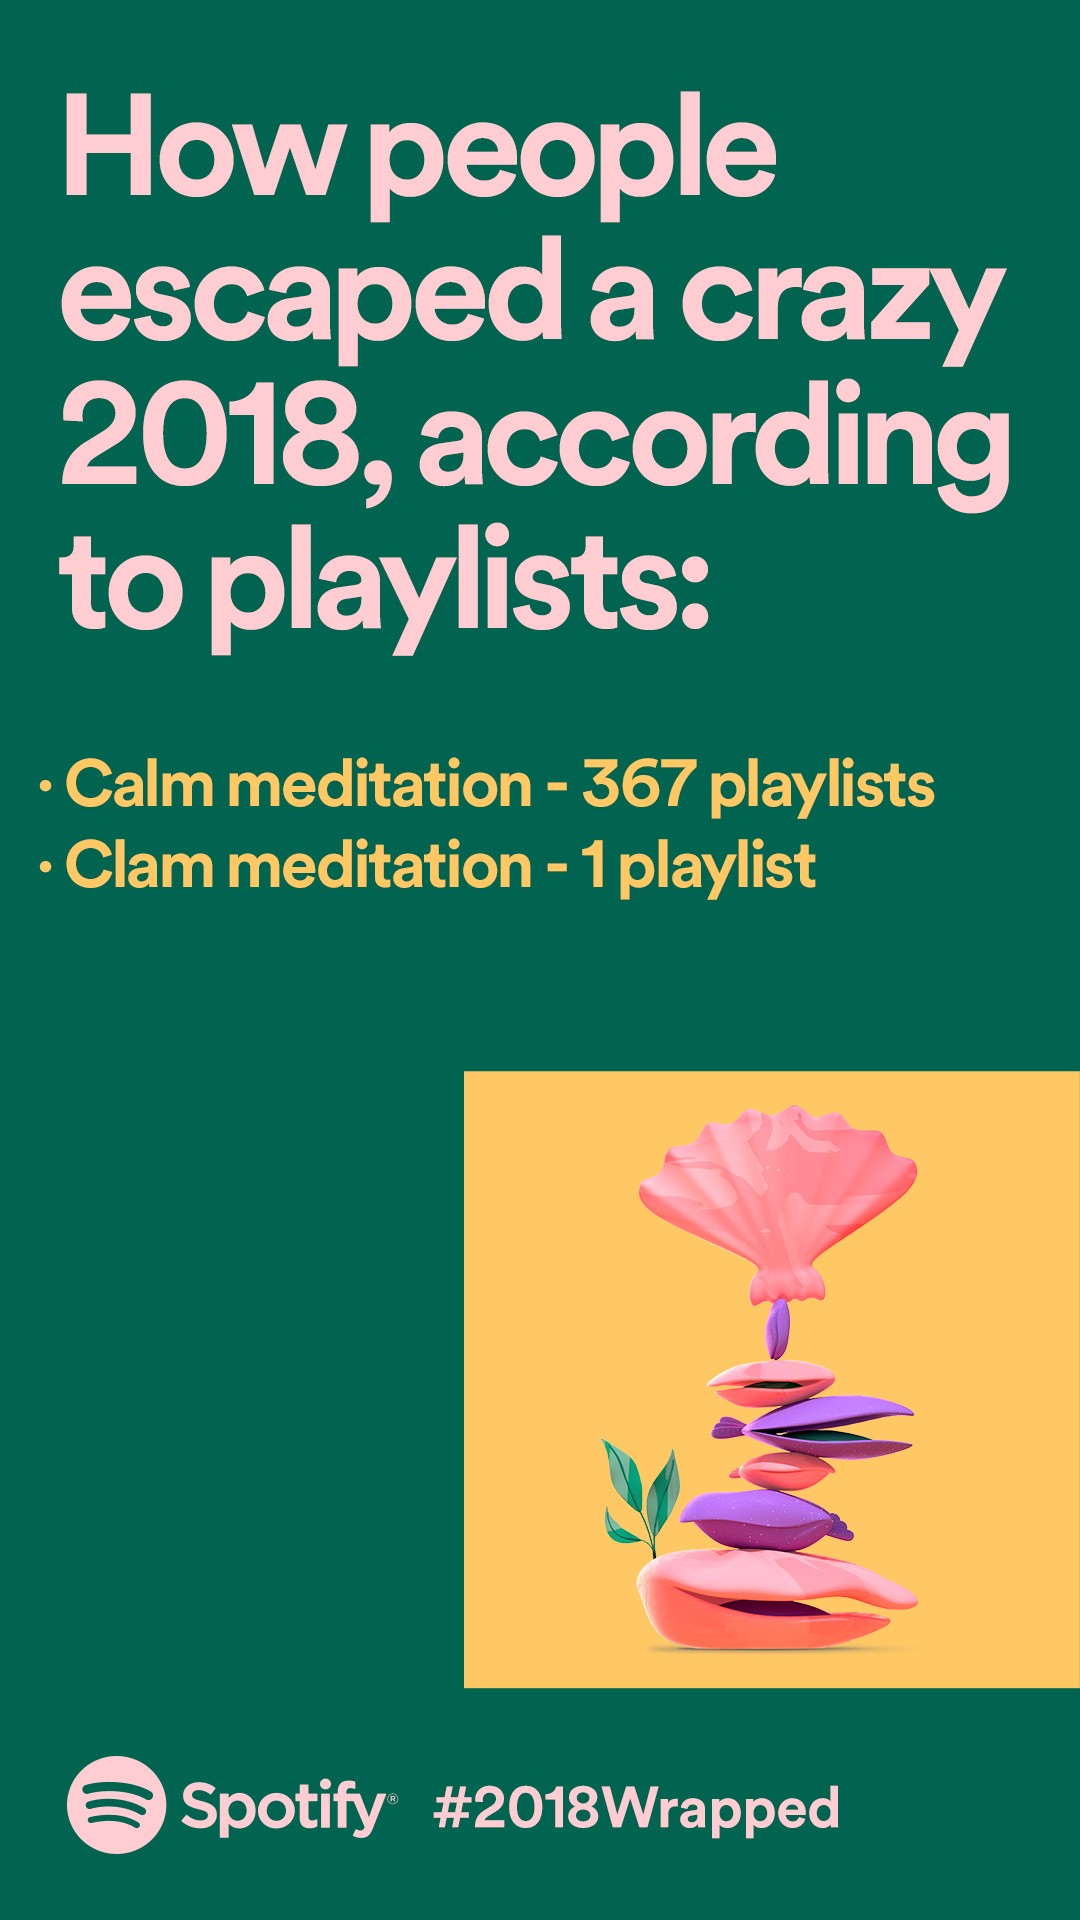 How people
escaped a crazy
2018, according
to playlists:
· Calm meditation - 367 playlists
· Clam meditation - 1 playlist
Spotify® #2018Wrapped